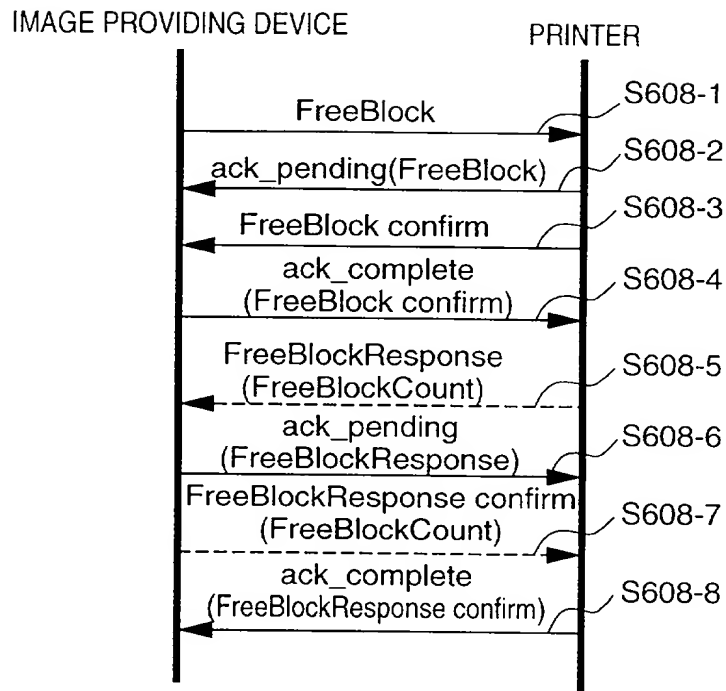 IMAGE PROVIDING DEVICE
PRINTER
FreeBlock
S608-1
ack_pending(FreeBlock)
S608-2
FreeBlock confirm
S608-3
ack_complete
(FreeBlock confirm)
S608-4
FreeBlockResponse
(FreeBlockCount)
S608-5
ack_pending
(FreeBlockResponse)
S608-6
FreeBlockResponse confirm
(FreeBlockCount)
S608-7
ack_complete
(FreeBlockResponse confirm)
S608-8